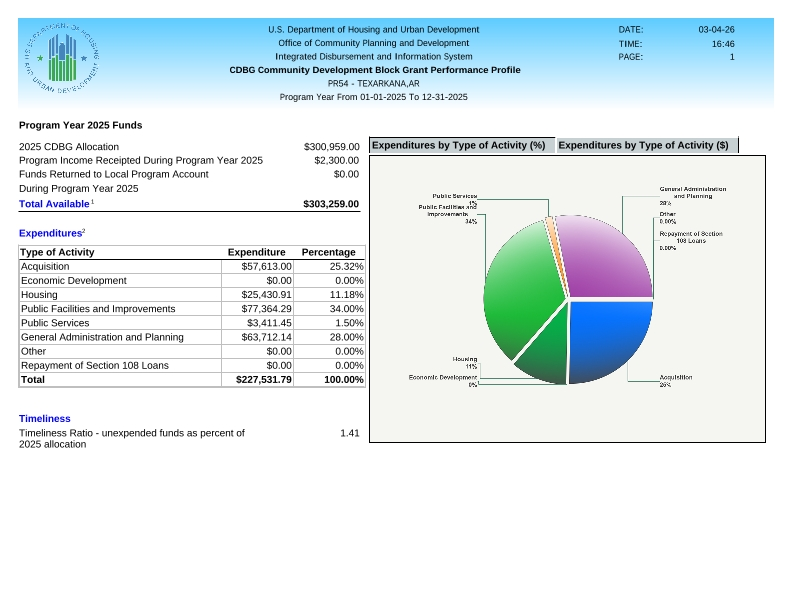 U.S. DEPARTMENT OF HOUSING AND URBAN DEVELOPMENT
U.S. Department of Housing and Urban Development
Office of Community Planning and Development
Integrated Disbursement and Information System
CDBG Community Development Block Grant Performance Profile
PR54 - TEXARKANA,AR
Program Year From 01-01-2025 To 12-31-2025
DATE: 03-04-26
TIME: 16:46
PAGE: 1
Program Year 2025 Funds
2025 CDBG Allocation $300,959.00
Program Income Receipted During Program Year 2025 $2,300.00
Funds Returned to Local Program Account $0.00
During Program Year 2025
Total Available¹ $303,259.00
Expenditures²
Type of Activity Expenditure Percentage
Acquisition $57,613.00 25.32%
Economic Development $0.00 0.00%
Housing $25,430.91 11.18%
Public Facilities and Improvements $77,364.29 34.00%
Public Services $3,411.45 1.50%
General Administration and Planning $63,712.14 28.00%
Other $0.00 0.00%
Repayment of Section 108 Loans $0.00 0.00%
Total $227,531.79 100.00%
Timeliness
Timeliness Ratio - unexpended funds as percent of 1.41
2025 allocation
Expenditures by Type of Activity (%) Expenditures by Type of Activity ($)
Public Services
1%
Public Facilities and
Improvements
34%
General Administration
and Planning
28%
Other
0.00%
Repayment of Section
108 Loans
0.00%
Housing
11%
Economic Development
0%
Acquisition
25%